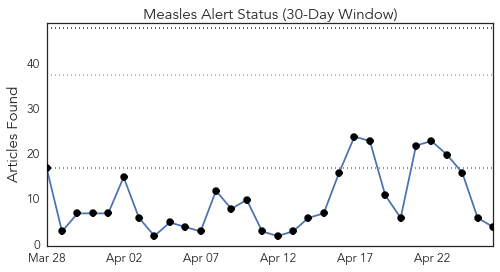 Measles Alert Status (30-Day Window)
Articles Found
40
30
20
10
0
Mar 28 Apr 02 Apr 07 Apr 12 Apr 17 Apr 22